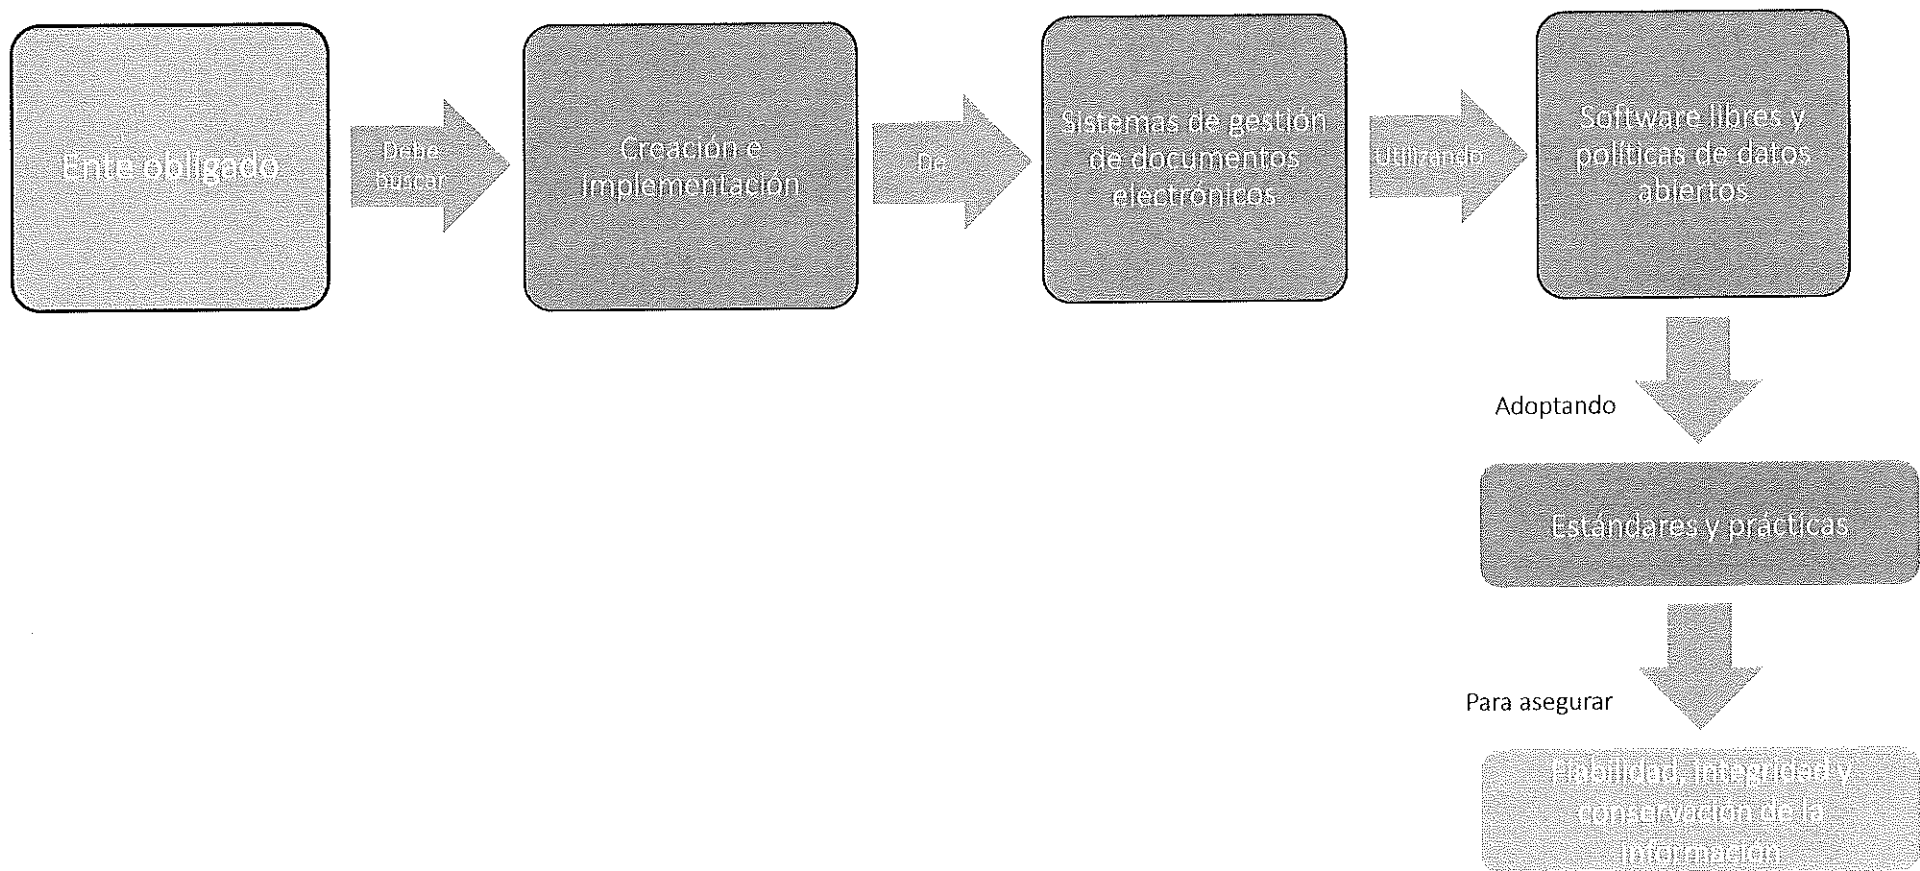 Ente obligado
Debe
buscar
Creación e
implementación
De
Sistemas de gestión
de documentos
electrónicos
Utilizando
Software libres y
políticas de datos
abiertos
Adoptando
Estándares y prácticas
Para asegurar
Fiabilidad, integridad y
conservación de la
información